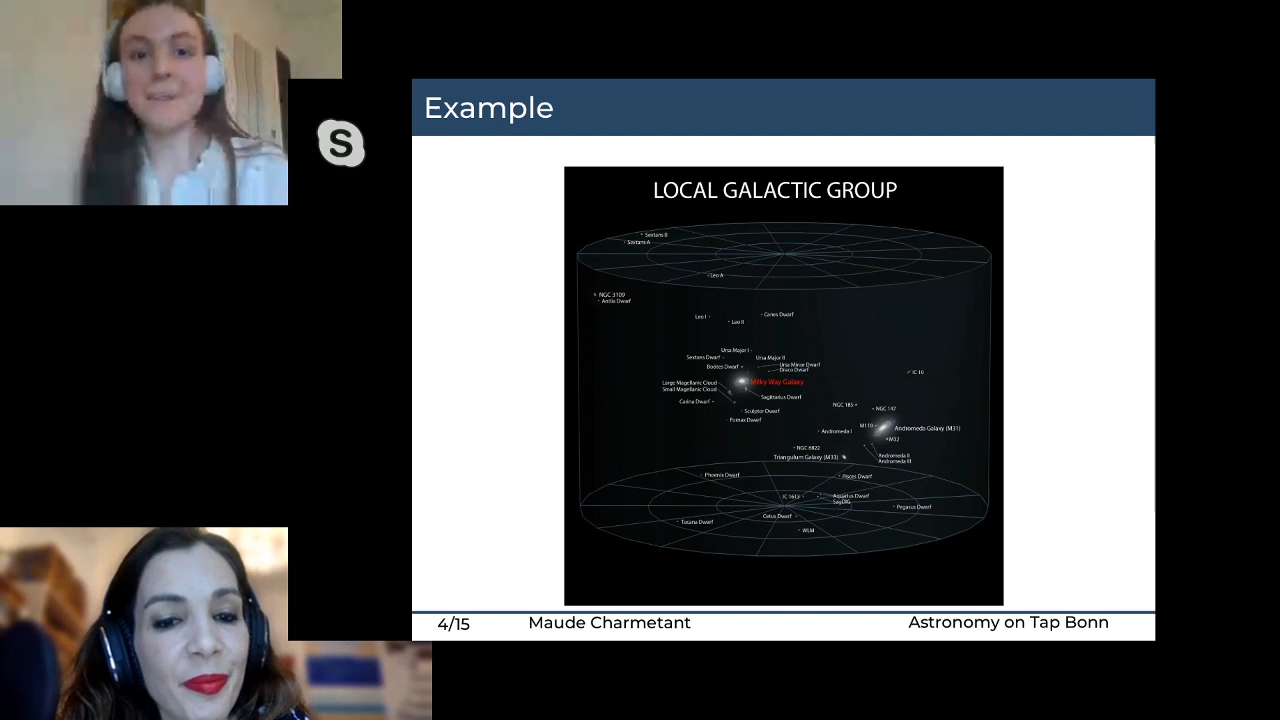 S
Example
LOCAL GALACTIC GROUP
Sextans B
Sextans A
Leo A
NGC 3109
Antlia Dwarf
Leo I
Leo II
Canes Dwarf
Ursa Major I
Ursa Major II
Sextans Dwarf
Bootes Dwarf
Ursa Minor Dwarf
Draco Dwarf
IC 10
Milky Way Galaxy
Large Magellanic Cloud
Small Magellanic Cloud
Carina Dwarf
Sagittarius Dwarf
Sculptor Dwarf
Fornax Dwarf
NGC 185
NGC 147
M110
Andromeda Galaxy (M31)
M32
Andromeda I
NGC 6822
Triangulum Galaxy (M33)
Andromeda II
Andromeda III
Phoenix Dwarf
Pisces Dwarf
IC 1613
Aquarius Dwarf
SagDIG
Pegasus Dwarf
Cetus Dwarf
Tucana Dwarf
WLM
4/15 Maude Charmetant Astronomy on Tap Bonn